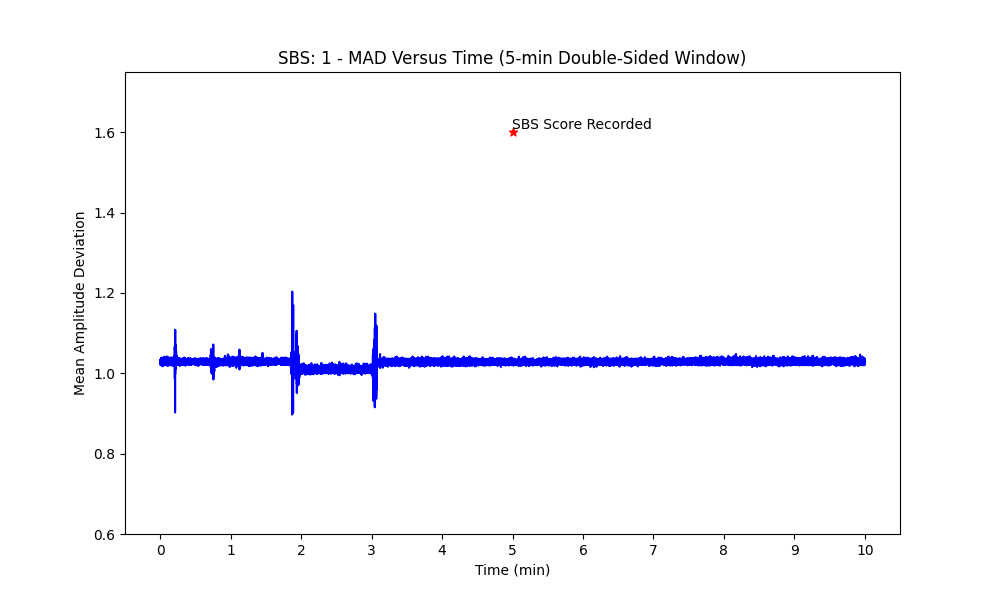 SBS: 1 - MAD Versus Time (5-min Double-Sided Window)
SBS Score Recorded
Mean Amplitude Deviation
1.6
1.4
1.2
1.0
0.8
0.6
0 1 2 3 4 5 6 7 8 9 10
Time (min)